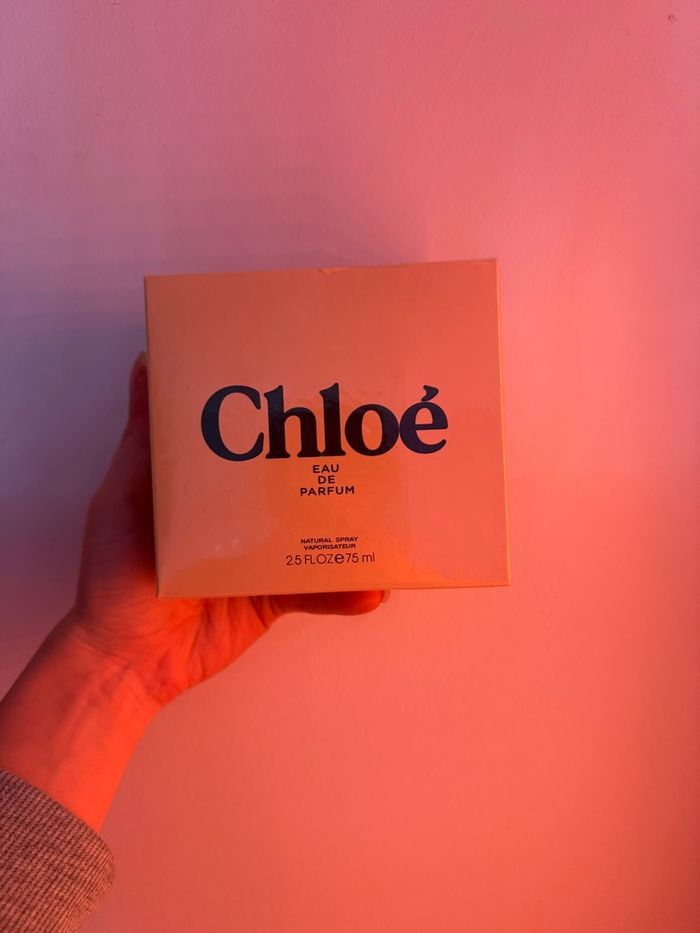 Chloé
EAU
DE
PARFUM
NATURAL SPRAY
VAPORISATEUR
2.5 FL.OZ℮75 ml